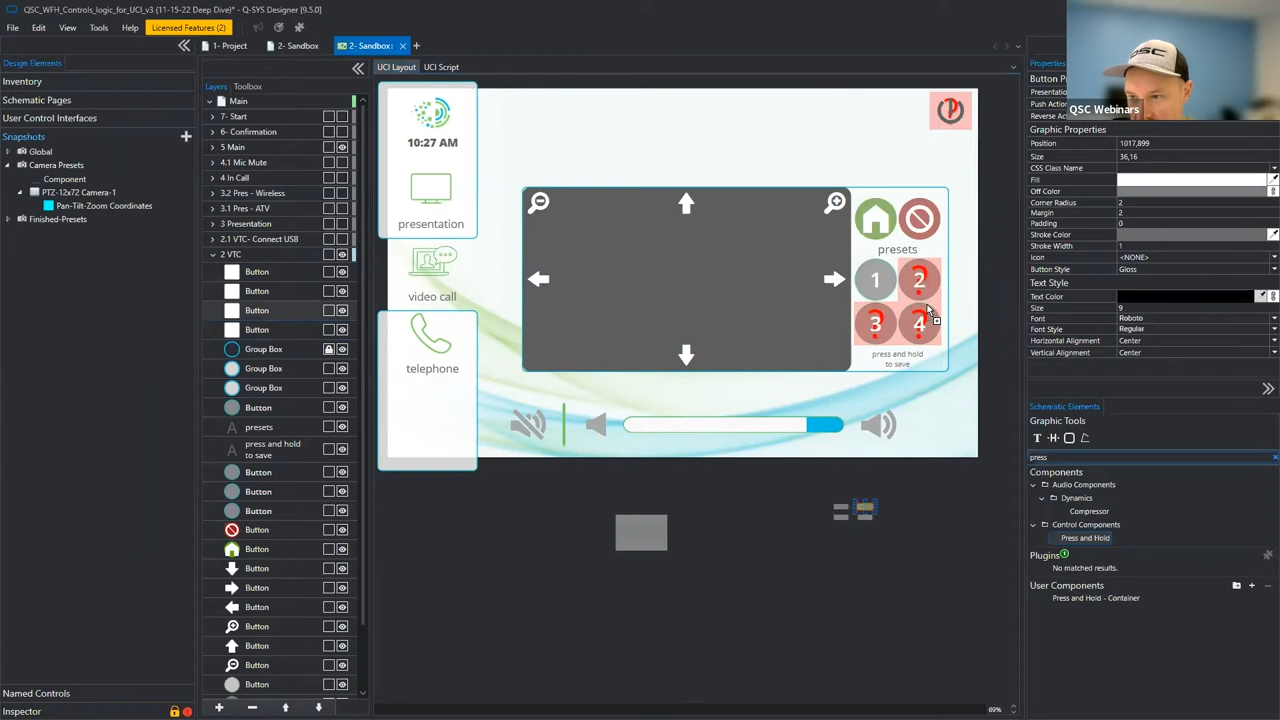 QSC_WFH_Controls_logic_for_UCI_v3 (11-15-22 Deep Dive)* - Q-SYS Designer [9.5.0]
File Edit View Tools Help Licensed Features (2)
1- Project
2- Sandbox
2- Sandbox:
Design Elements
Inventory
Schematic Pages
User Control Interfaces
Snapshots
Global
Camera Presets
Component
PTZ-12x72 Camera-1
Pan-Tilt-Zoom Coordinates
Finished-Presets
Named Controls
Inspector
Layers Toolbox
Main
7- Start
6- Confirmation
5 Main
4.1 Mic Mute
4 In Call
3.2 Pres - Wireless
3.1 Pres - ATV
3 Presentation
2.1 VTC- Connect USB
2 VTC
Button
Button
Button
Button
Group Box
Group Box
Group Box
Button
presets
press and hold
to save
Button
Button
Button
Button
Button
Button
Button
Button
Button
Button
Button
Button
UCI Layout UCI Script
10:27 AM
presentation
video call
telephone
presets
1
2
3
4
press and hold
to save
69%
QSC
QSC Webinars
Properties
Button Pr
Presentation
Push Action
Reverse Ac
Graphic Properties
Position 1017,899
Size 36,16
CSS Class Name
Fill
Off Color
Corner Radius 2
Margin 2
Padding 0
Stroke Color
Stroke Width 1
Icon <NONE>
Button Style Gloss
Text Style
Text Color
Size 9
Font Roboto
Font Style Regular
Horizontal Alignment Center
Vertical Alignment Center
Schematic Elements
Graphic Tools
T
press
Components
Audio Components
Dynamics
Compressor
Control Components
Press and Hold
Plugins
No matched results.
User Components
Press and Hold - Container